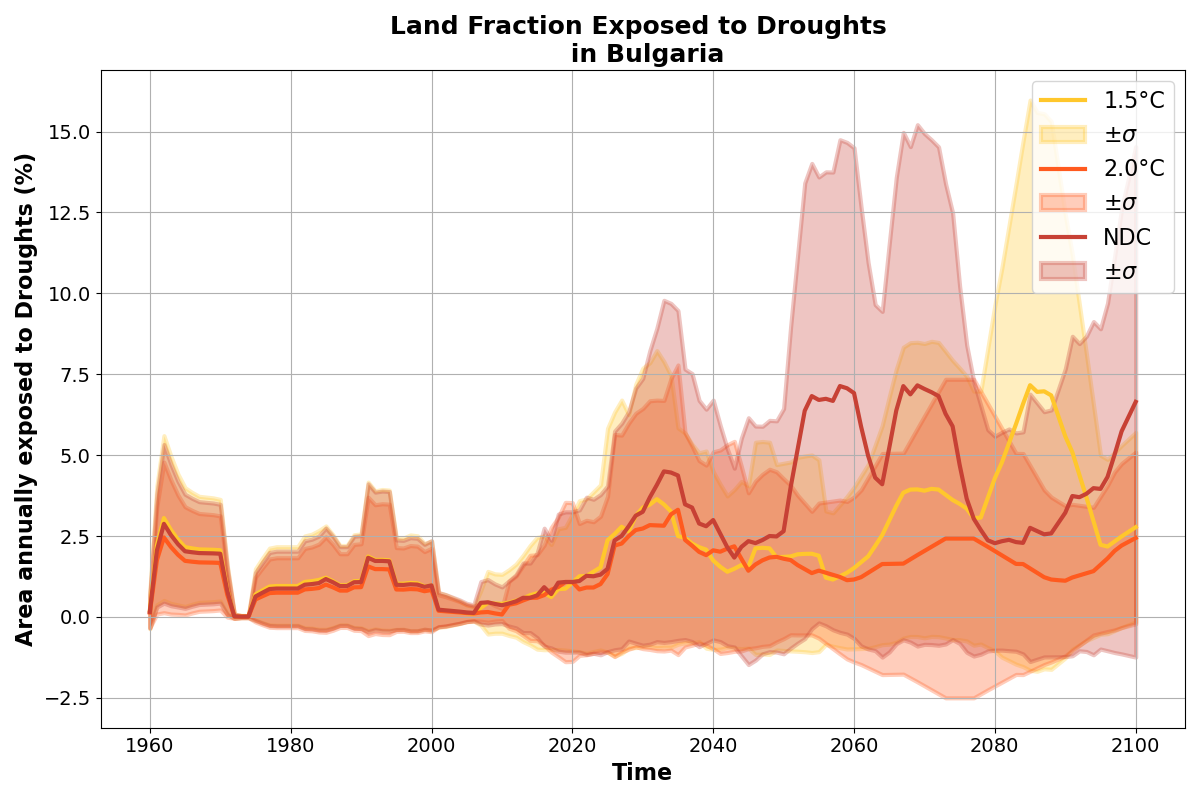 Land Fraction Exposed to Droughts
in Bulgaria
Area annually exposed to Droughts (%)
15.0
12.5
10.0
7.5
5.0
2.5
0.0
−2.5
1.5°C
±σ
2.0°C
±σ
NDC
±σ
1960 1980 2000 2020 2040 2060 2080 2100
Time